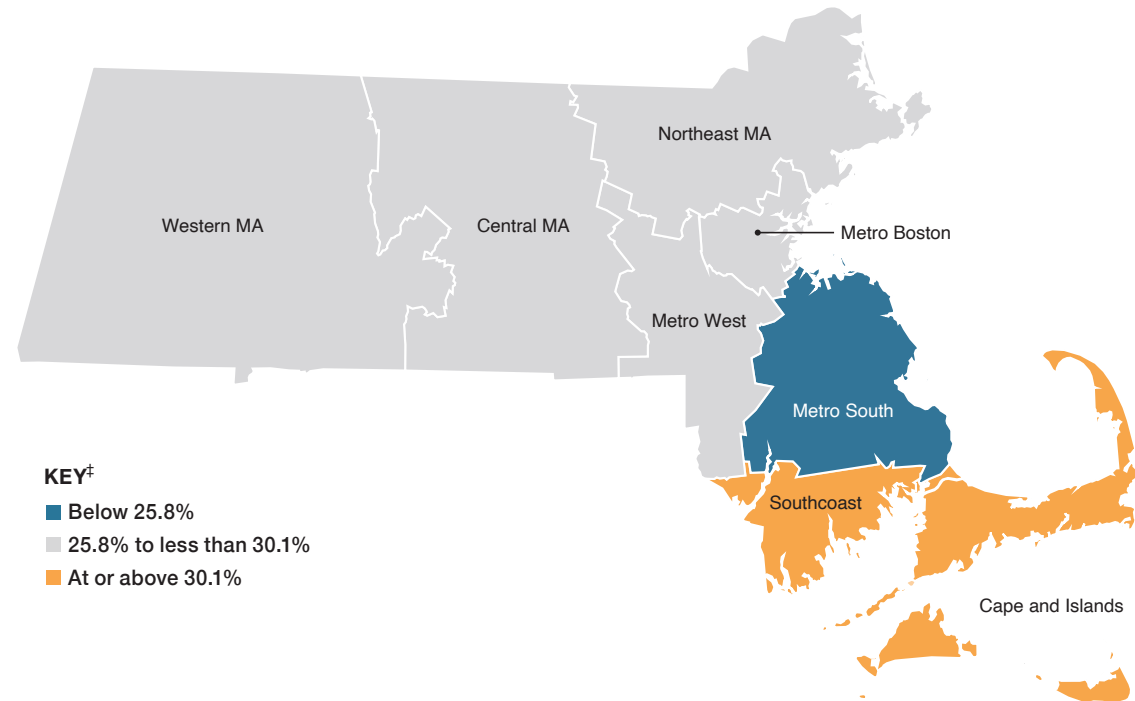 Northeast MA
Western MA
Central MA
Metro Boston
Metro West
Metro South
KEY‡
Below 25.8%
25.8% to less than 30.1%
At or above 30.1%
Southcoast
Cape and Islands